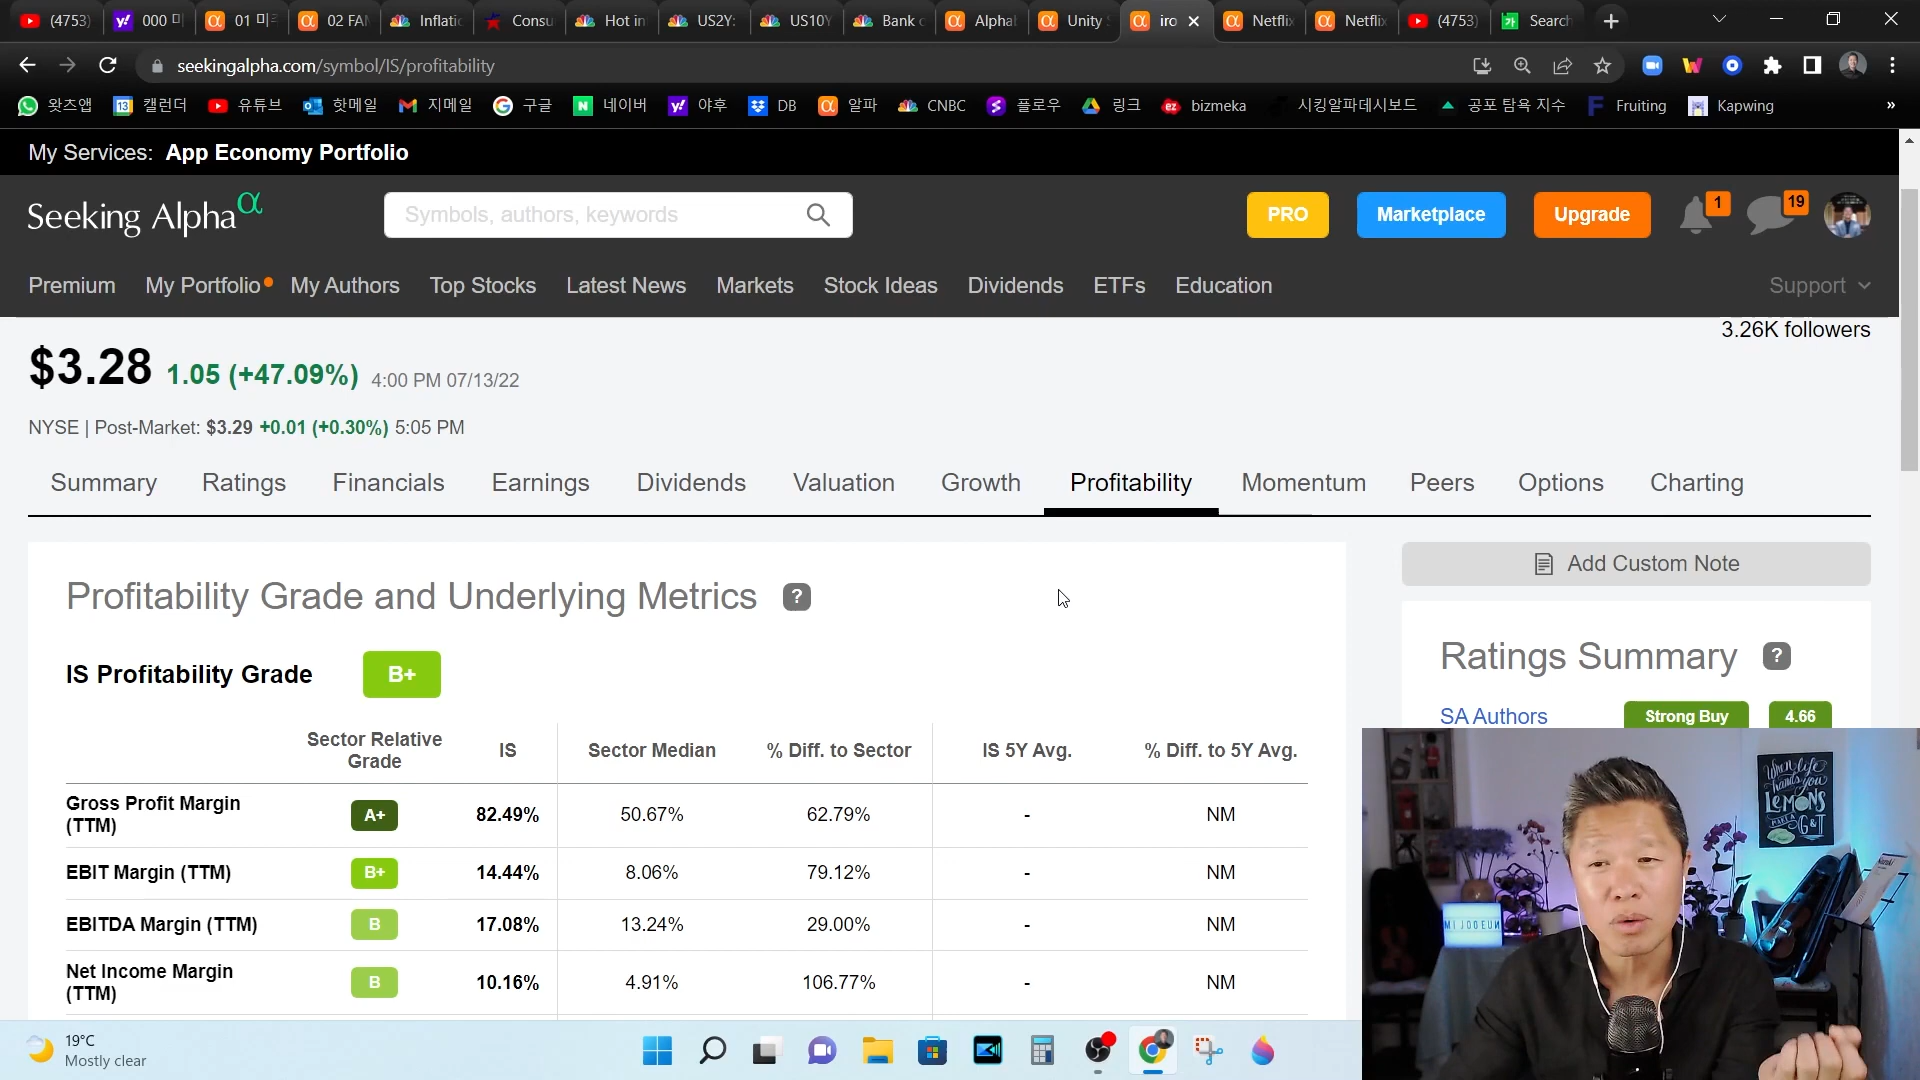 (4753)
000 미
01 미
02 FAN
Inflatio
Consu
Hot in
US2Y:
US10Y
Bank o
Alphab
Unity S
iro
Netflix
Netflix
(4753)
Search
seekingalpha.com/symbol/IS/profitability
왓츠앱
캘런더
유튜브
핫메일
지메일
구글
네이버
야후
DB
알파
CNBC
플로우
링크
bizmeka
시킹알파데시보드
공포 탐욕 지수
Fruiting
Kapwing
»
My Services: App Economy Portfolio
Seeking Alpha α
Symbols, authors, keywords
PRO
Marketplace
Upgrade
1
19
Premium
My Portfolio
My Authors
Top Stocks
Latest News
Markets
Stock Ideas
Dividends
ETFs
Education
Support
3.26K followers
$3.28 1.05 (+47.09%) 4:00 PM 07/13/22
NYSE | Post-Market: $3.29 +0.01 (+0.30%) 5:05 PM
Summary
Ratings
Financials
Earnings
Dividends
Valuation
Growth
Profitability
Momentum
Peers
Options
Charting
Add Custom Note
Profitability Grade and Underlying Metrics ?
IS Profitability Grade B+
Ratings Summary ?
SA Authors Strong Buy 4.66
Sector Relative
Grade
IS
Sector Median
% Diff. to Sector
IS 5Y Avg.
% Diff. to 5Y Avg.
Gross Profit Margin
(TTM)
A+ 82.49% 50.67% 62.79% - NM
EBIT Margin (TTM) B+ 14.44% 8.06% 79.12% - NM
EBITDA Margin (TTM) B 17.08% 13.24% 29.00% - NM
Net Income Margin
(TTM)
B 10.16% 4.91% 106.77% - NM
When life
hands you
LEMONS
MAKE A
G&T
MI JOOEUN
19°C
Mostly clear